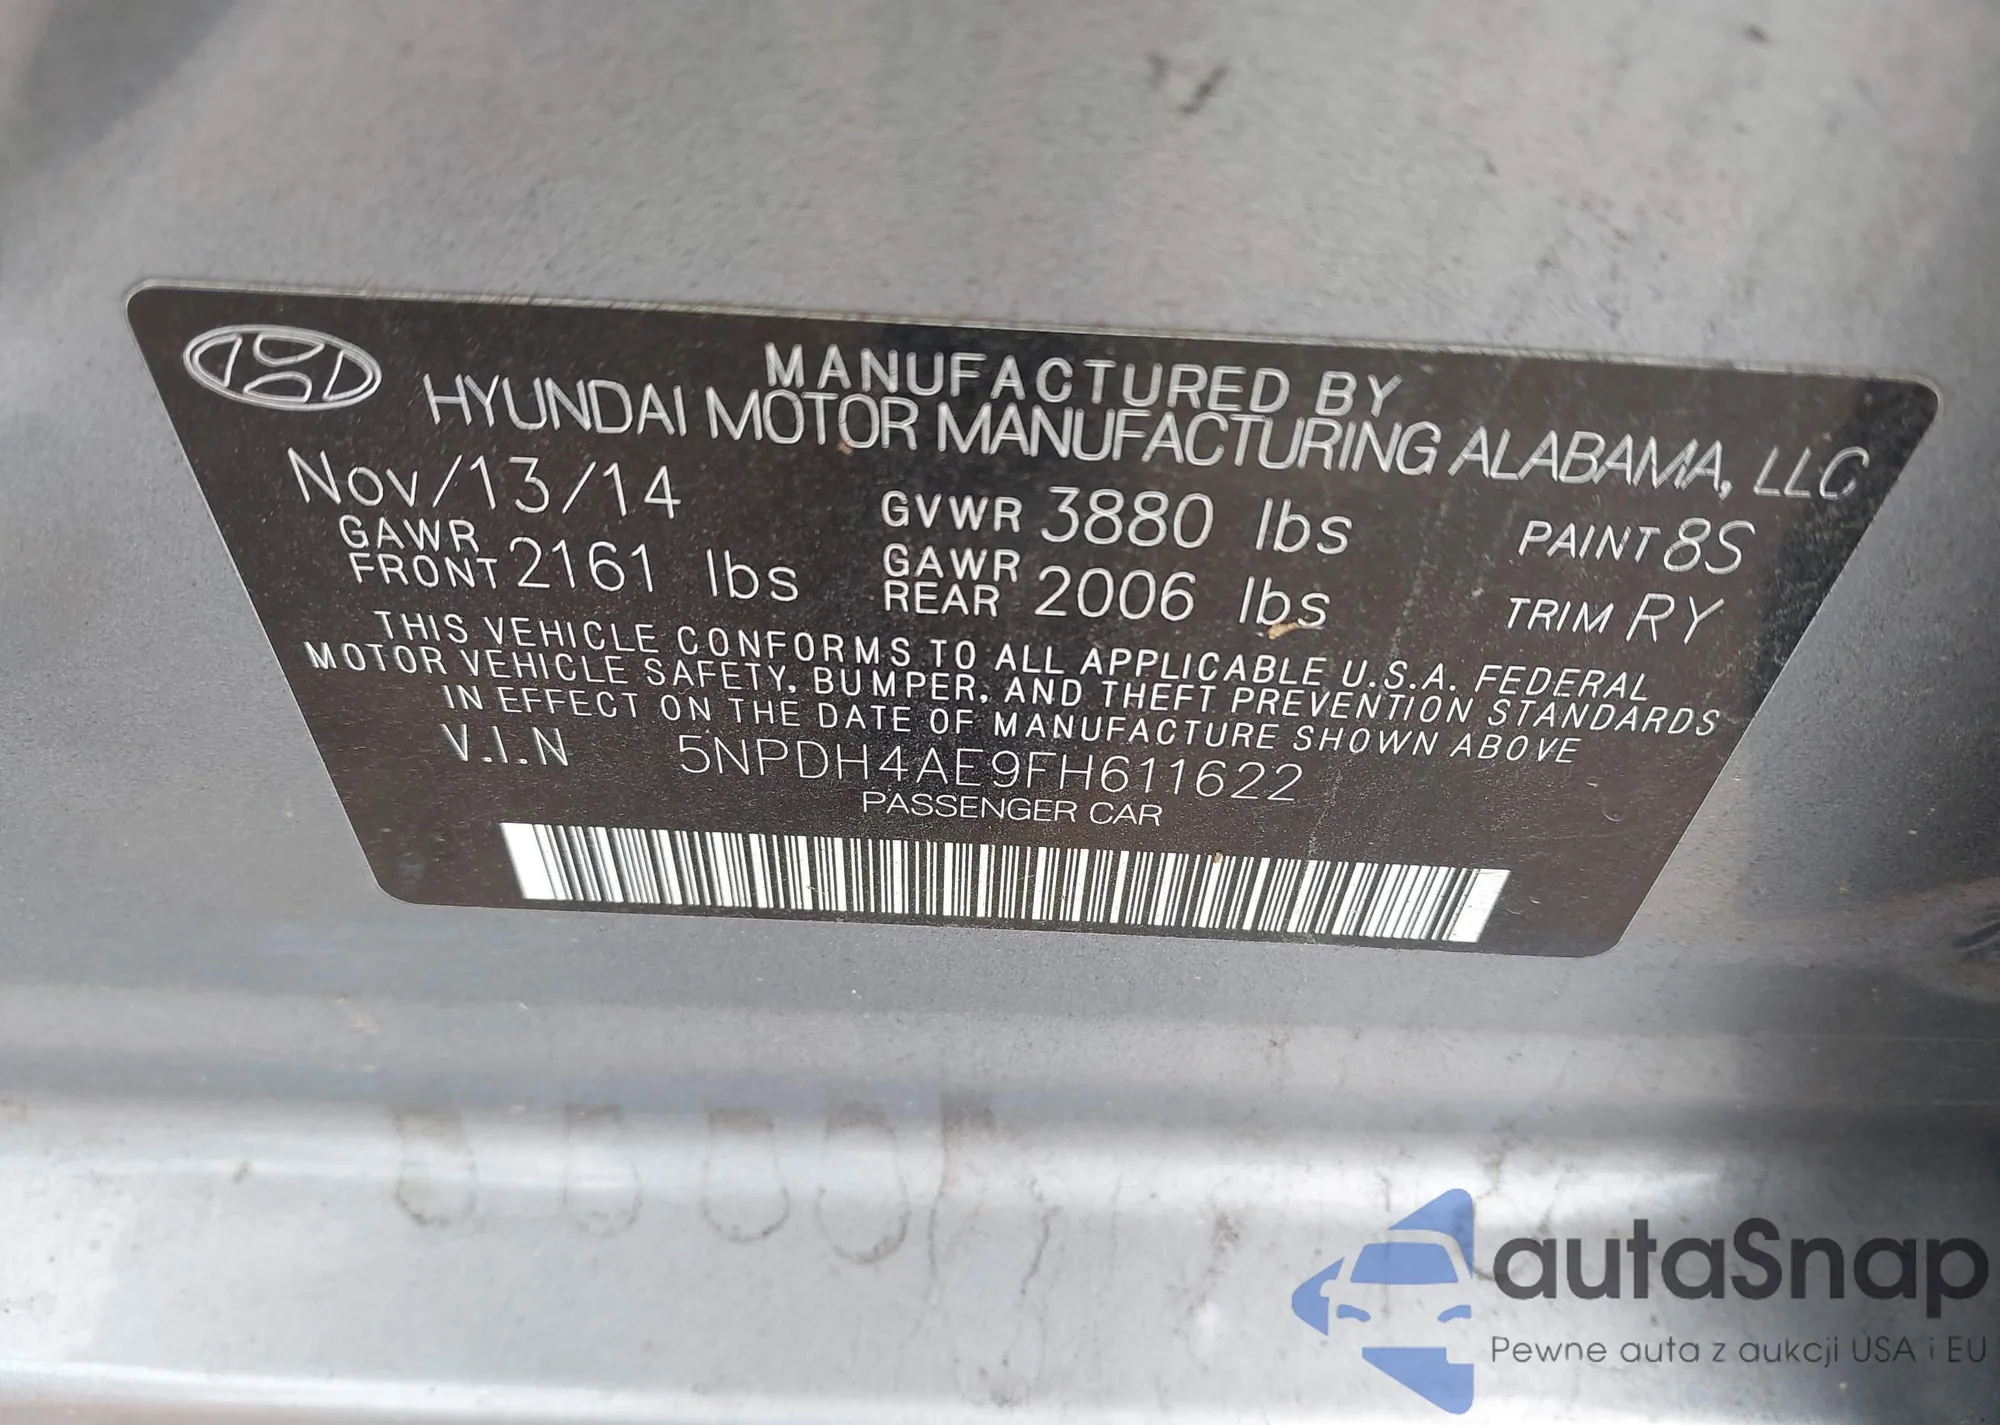 MANUFACTURED BY
HYUNDAI MOTOR MANUFACTURING ALABAMA, LLC
Nov/13/14
GVWR 3880 lbs
PAINT 8S
GAWR
FRONT 2161 lbs
GAWR
REAR 2006 lbs
TRIM RY
THIS VEHICLE CONFORMS TO ALL APPLICABLE U.S.A. FEDERAL
MOTOR VEHICLE SAFETY, BUMPER, AND THEFT PREVENTION STANDARDS
IN EFFECT ON THE DATE OF MANUFACTURE SHOWN ABOVE
V.I.N 5NPDH4AE9FH611622
PASSENGER CAR
autaSnap
Pewne auta z aukcji USA i EU